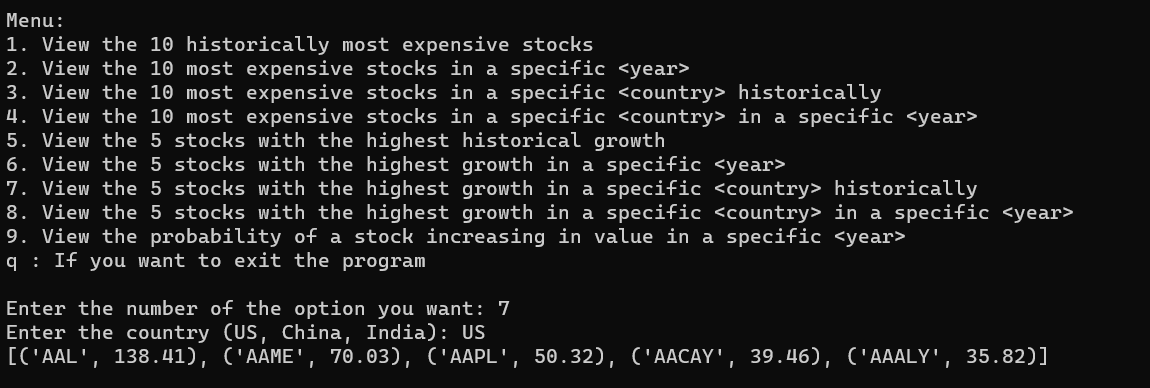 Menu:
1. View the 10 historically most expensive stocks
2. View the 10 most expensive stocks in a specific <year>
3. View the 10 most expensive stocks in a specific <country> historically
4. View the 10 most expensive stocks in a specific <country> in a specific <year>
5. View the 5 stocks with the highest historical growth
6. View the 5 stocks with the highest growth in a specific <year>
7. View the 5 stocks with the highest growth in a specific <country> historically
8. View the 5 stocks with the highest growth in a specific <country> in a specific <year>
9. View the probability of a stock increasing in value in a specific <year>
q : If you want to exit the program
Enter the number of the option you want: 7
Enter the country (US, China, India): US
[('AAL', 138.41), ('AAME', 70.03), ('AAPL', 50.32), ('AACAY', 39.46), ('AAALY', 35.82)]